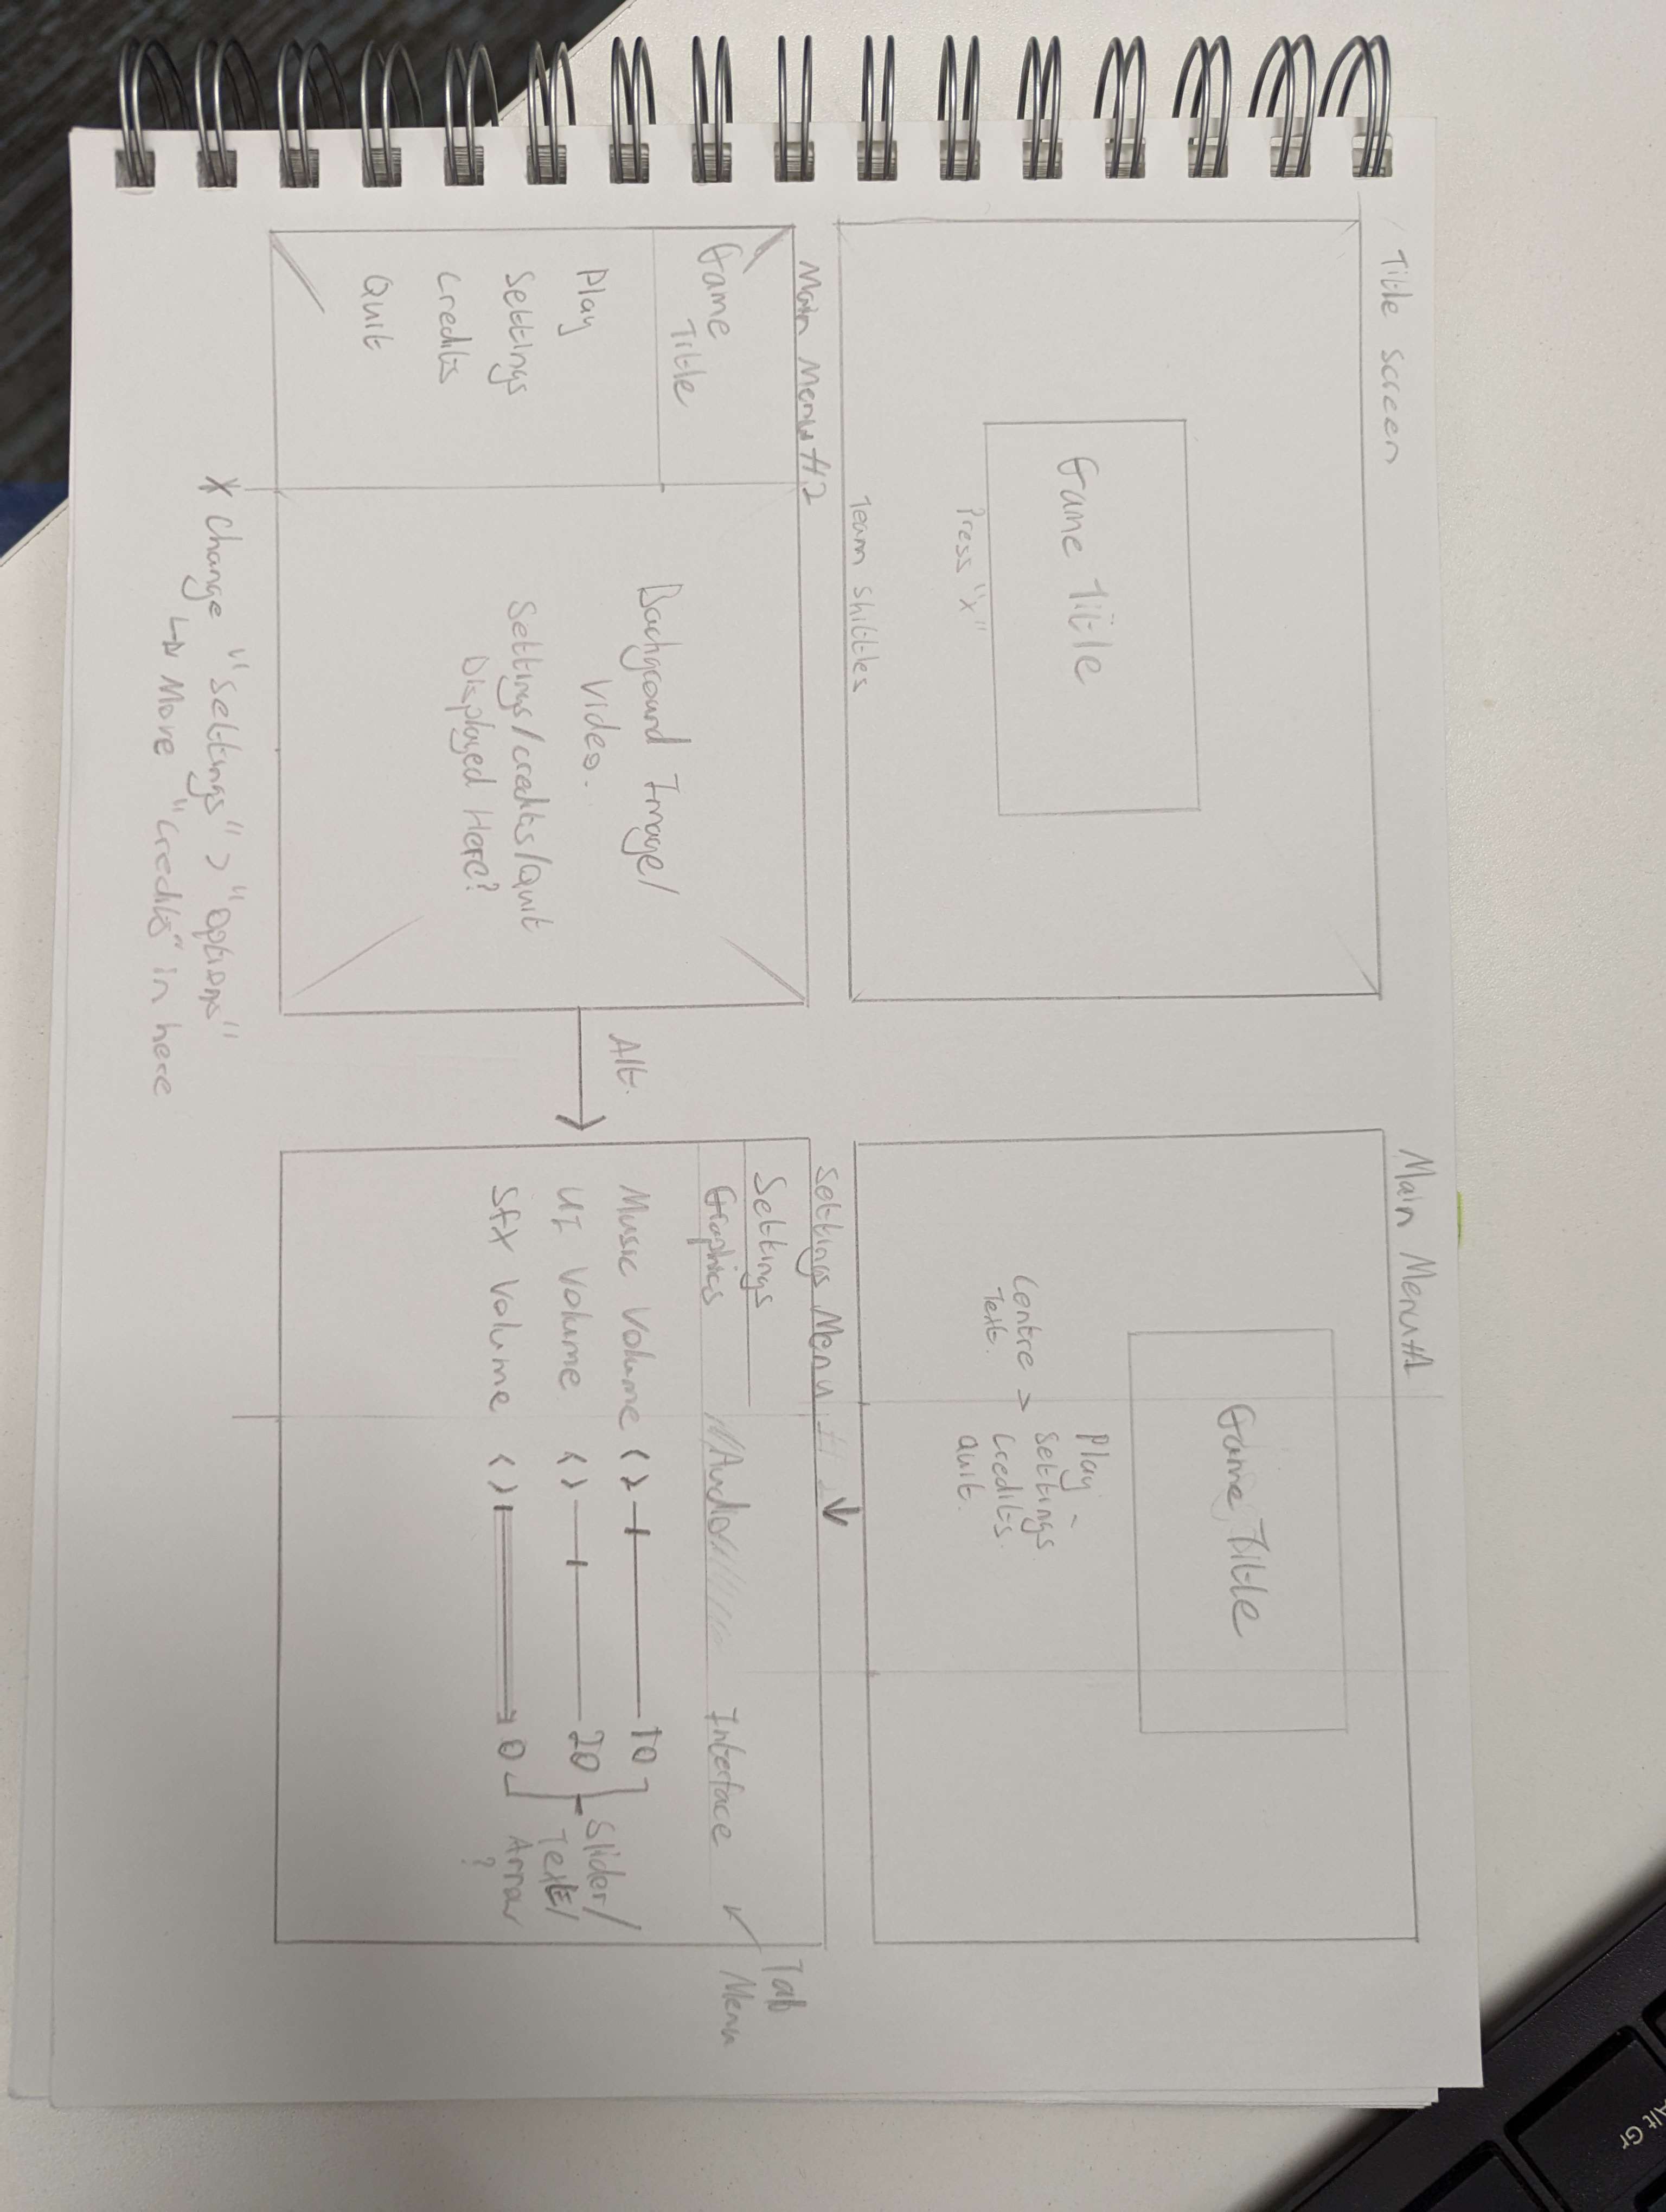 Alt Gr
Title Screen
Game Title
Press "X"
Team Shittles
Main Menu #1
Game Title
Play
Settings
Credits
Quit
Centre >
Text.
Main Menu #2
Game
Title
Play
Settings
Credits
Quit
Background Image/
Video.
Settings/credits/Quit
Displayed Here?
Alt.
Settings Menu
Settings
Graphics Audio Interface
Tab
Menu
Music Volume < > 10
UI Volume < > 20
SFX Volume < > 0
Slider/
Text/
Arrow
?
* Change "Settings" > "Options"
Move "Credits" in here